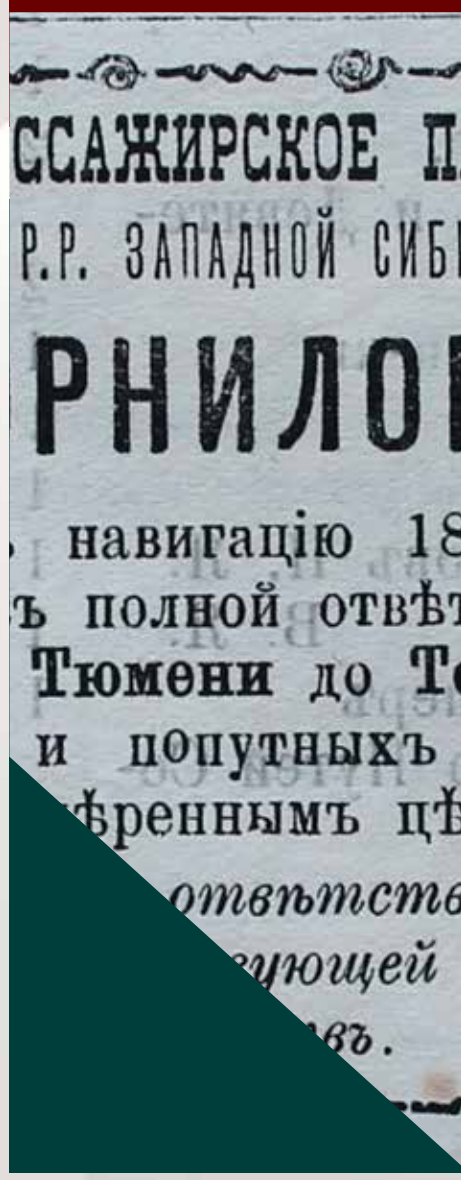 ССАЖИРСКОЕ П
Р.Р. ЗАПАДНОЙ СИБ
РНИЛО
навигацію 18
ъ полной отвѣт
Тюмени до Т
и попутныхъ
ѣреннымъ цѣ
отвѣтств
ующей
въ.